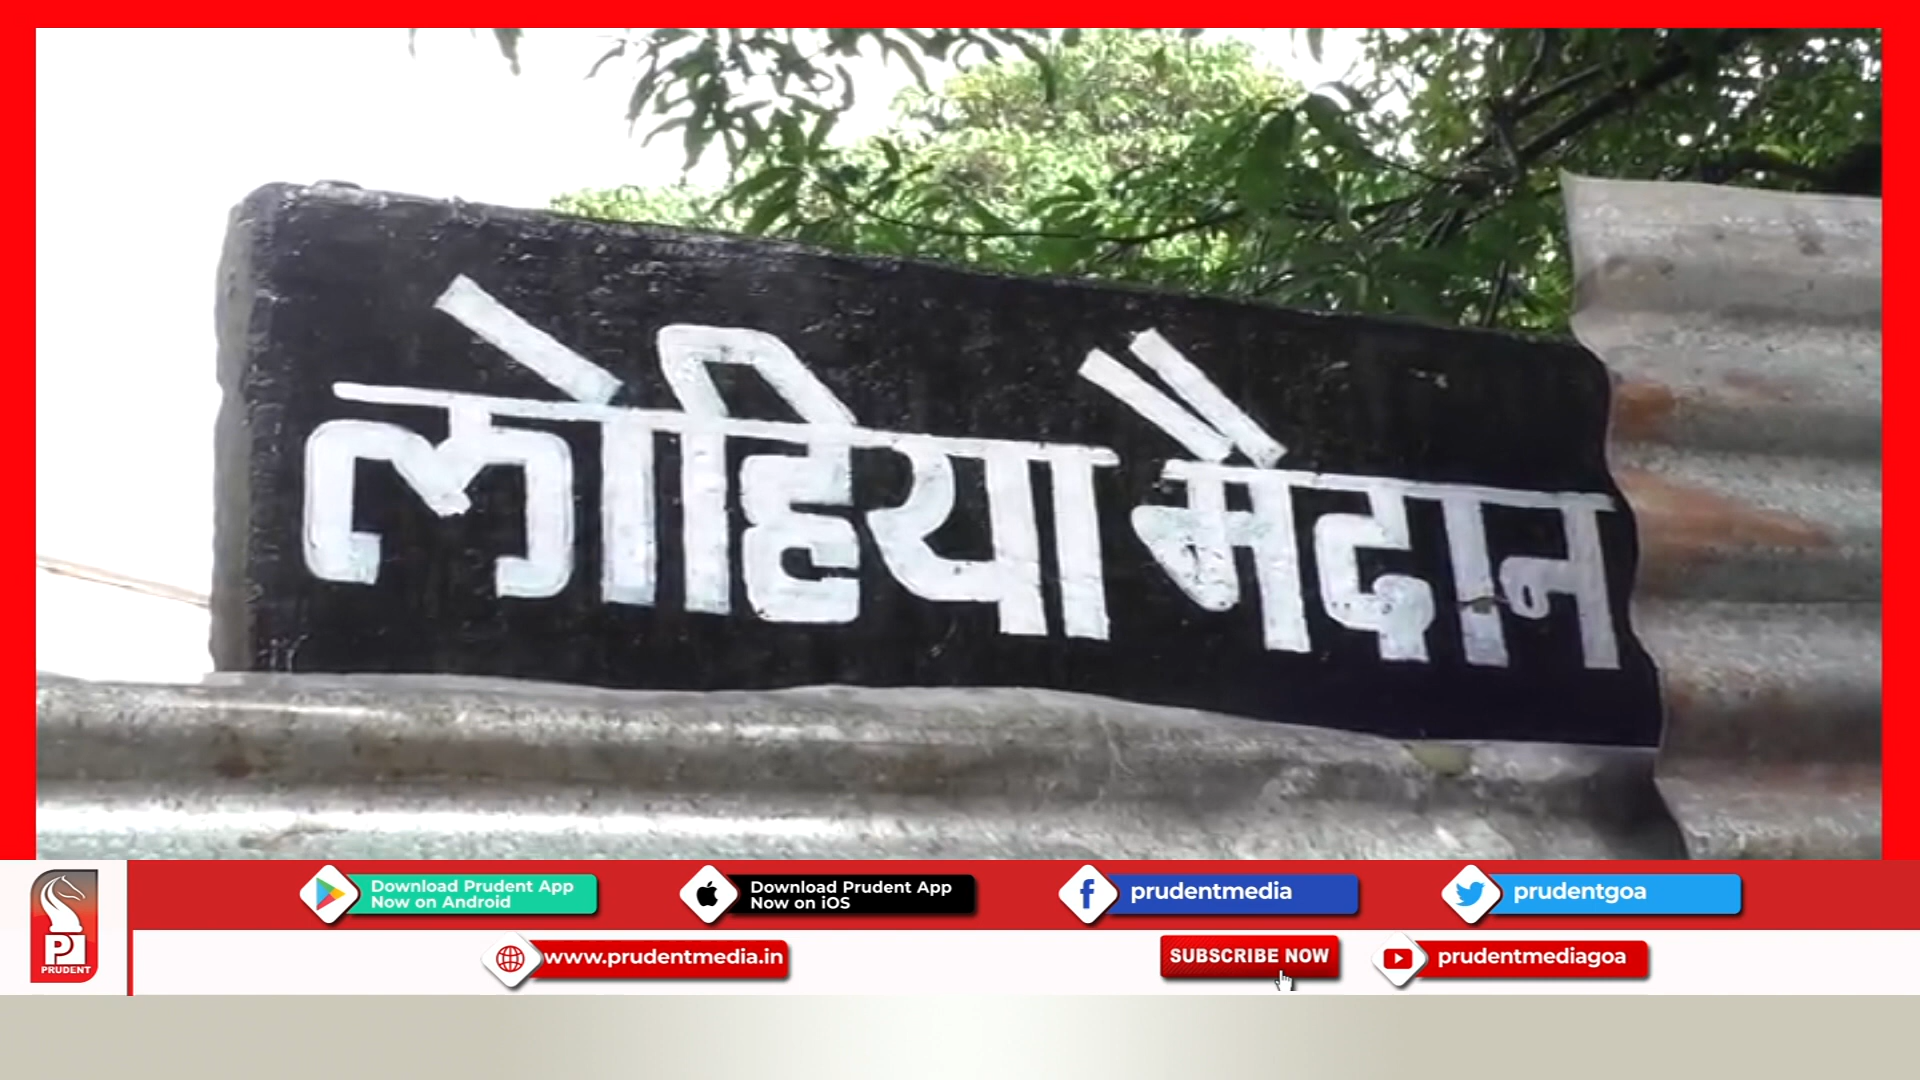 लोहिया मैदान
Download Prudent App
Now on Android
Download Prudent App
Now on iOS
prudentmedia
prudentgoa
PRUDENT
www.prudentmedia.in
SUBSCRIBE NOW
prudentmediagoa